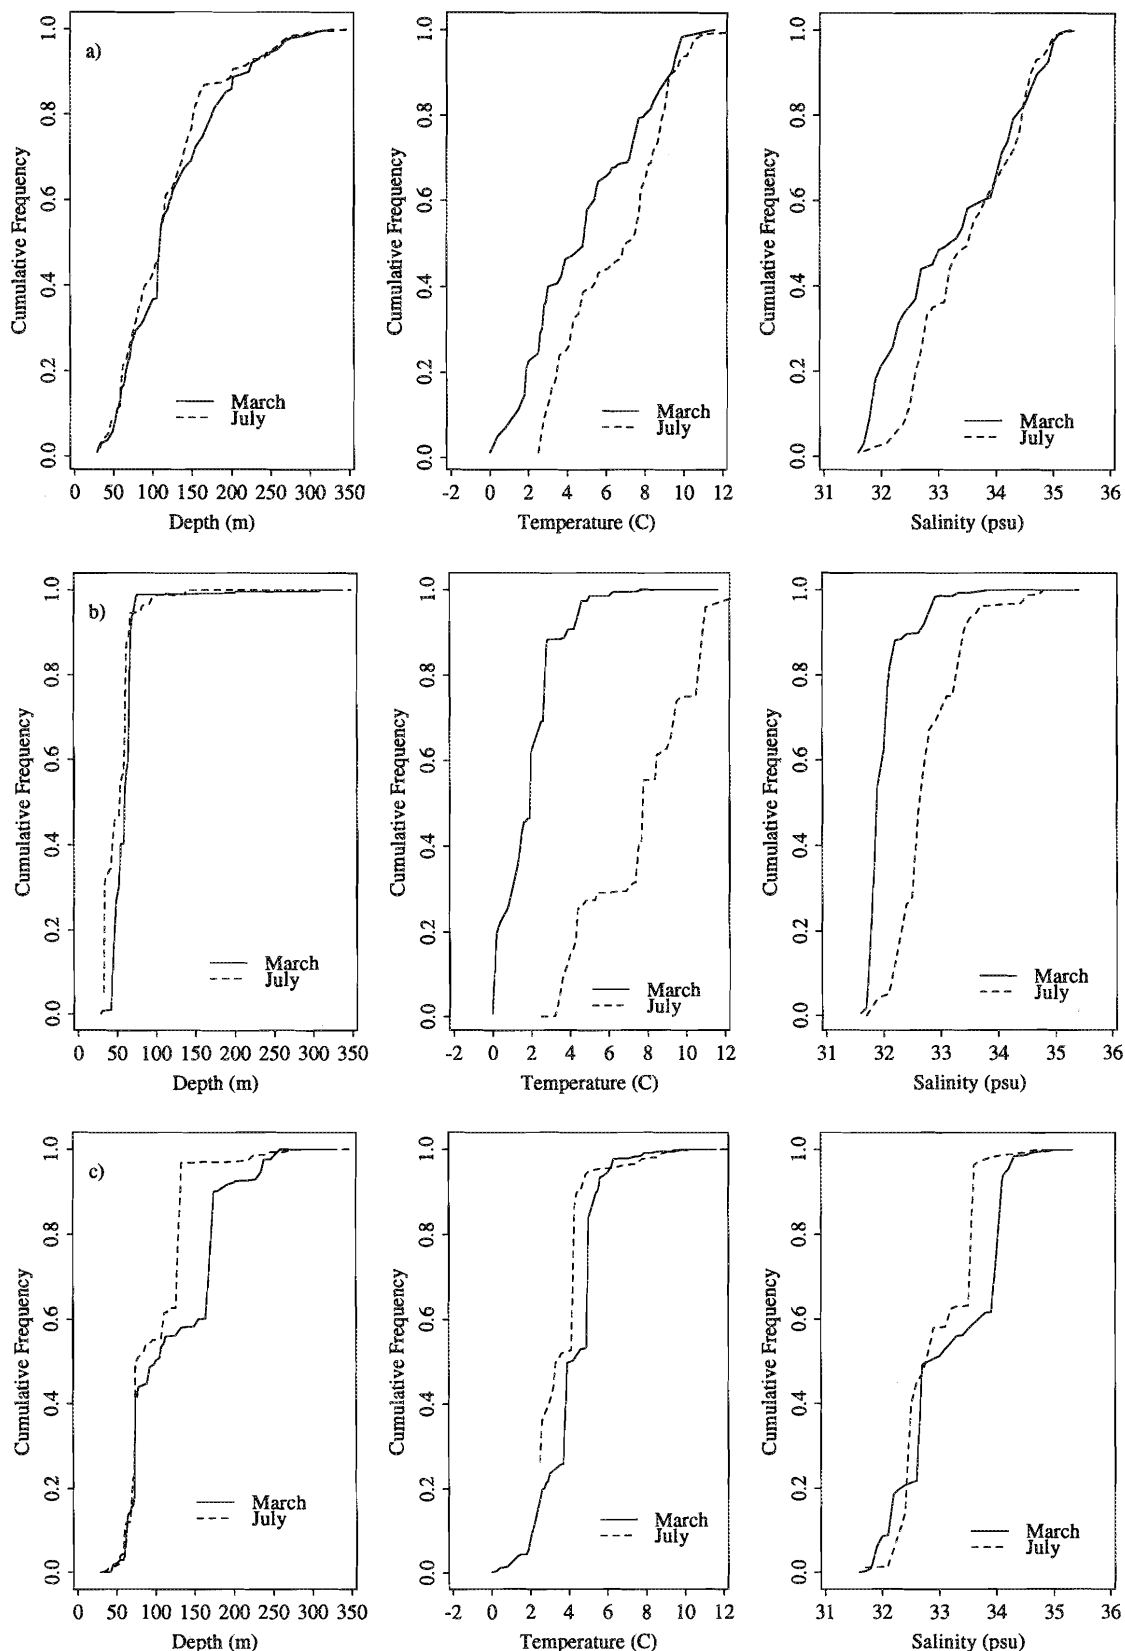 a)
Cumulative Frequency
0.0 0.2 0.4 0.6 0.8 1.0
March
July
0 50 100 150 200 250 300 350
Depth (m)
Cumulative Frequency
0.0 0.2 0.4 0.6 0.8 1.0
March
July
-2 0 2 4 6 8 10 12
Temperature (C)
Cumulative Frequency
0.0 0.2 0.4 0.6 0.8 1.0
March
July
31 32 33 34 35 36
Salinity (psu)
b)
Cumulative Frequency
0.0 0.2 0.4 0.6 0.8 1.0
March
July
0 50 100 150 200 250 300 350
Depth (m)
Cumulative Frequency
0.0 0.2 0.4 0.6 0.8 1.0
March
July
-2 0 2 4 6 8 10 12
Temperature (C)
Cumulative Frequency
0.0 0.2 0.4 0.6 0.8 1.0
March
July
31 32 33 34 35 36
Salinity (psu)
c)
Cumulative Frequency
0.0 0.2 0.4 0.6 0.8 1.0
March
July
0 50 100 150 200 250 300 350
Depth (m)
Cumulative Frequency
0.0 0.2 0.4 0.6 0.8 1.0
March
July
-2 0 2 4 6 8 10 12
Temperature (C)
Cumulative Frequency
0.0 0.2 0.4 0.6 0.8 1.0
March
July
31 32 33 34 35 36
Salinity (psu)